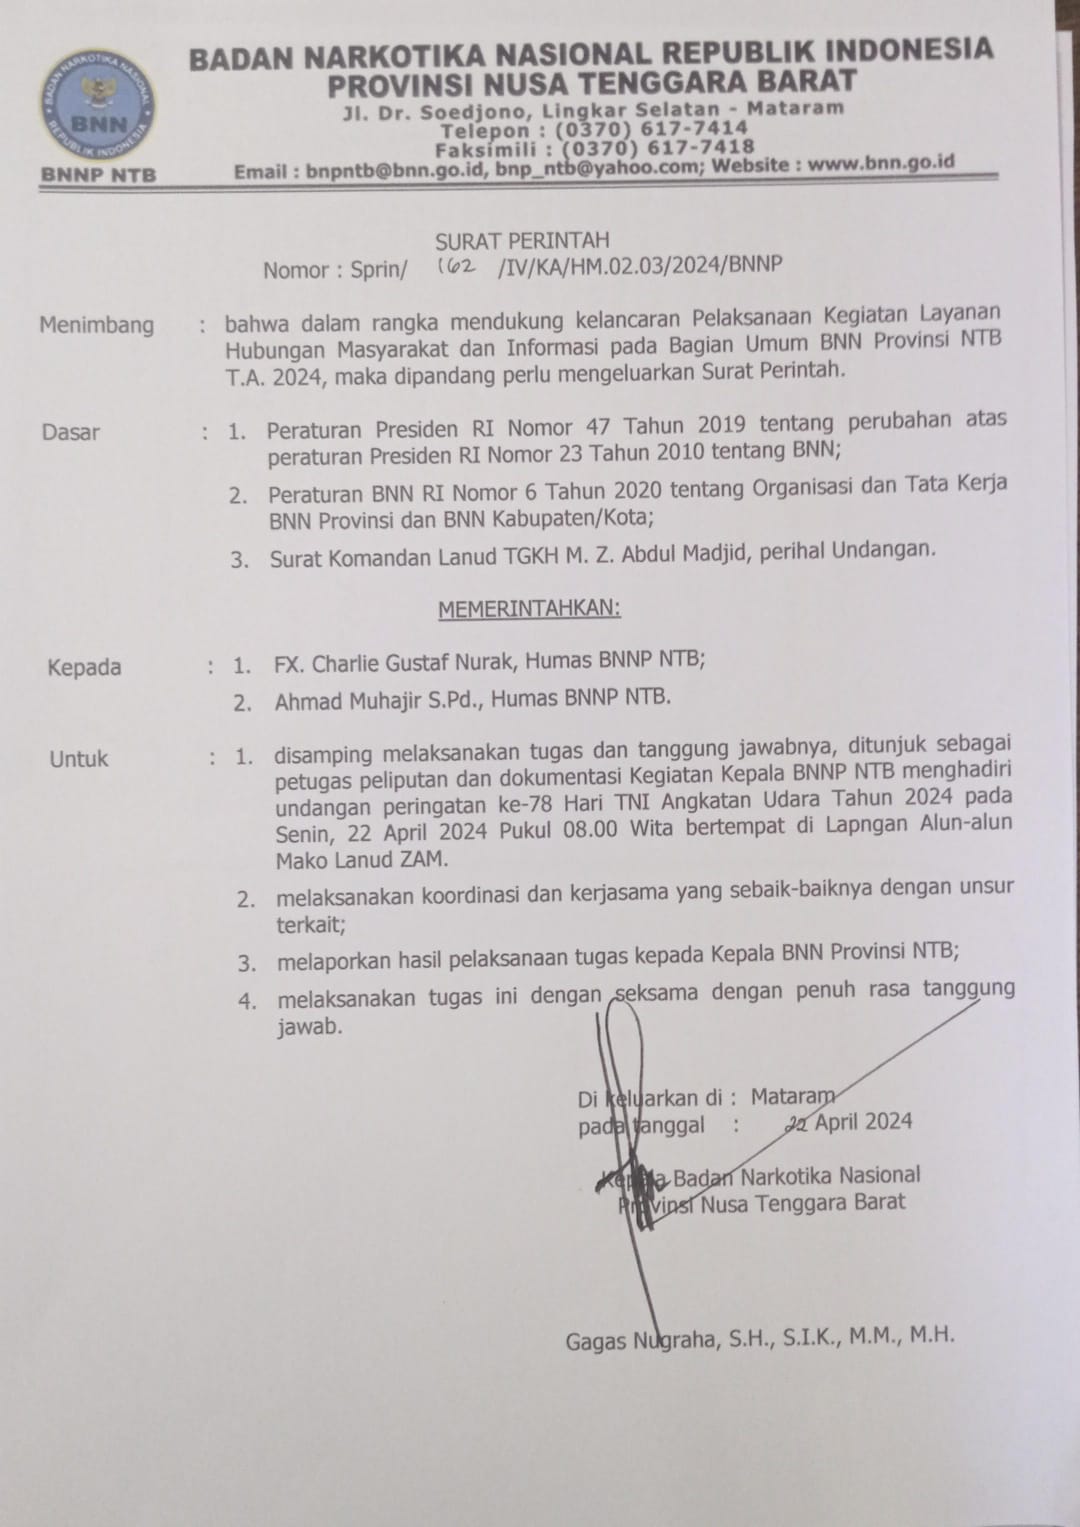 BADAN NARKOTIKA NASIONAL REPUBLIK INDONESIA
PROVINSI NUSA TENGGARA BARAT
Jl. Dr. Soedjono, Lingkar Selatan - Mataram
Telepon : (0370) 617-7414
Faksimili : (0370) 617-7418
Email : bnpntb@bnn.go.id, bnp_ntb@yahoo.com; Website : www.bnn.go.id
BADAN NARKOTIKA NASIONAL
BNN
REPUBLIK INDONESIA
BNNP NTB
SURAT PERINTAH
Nomor : Sprin/ 162 /IV/KA/HM.02.03/2024/BNNP
Menimbang : bahwa dalam rangka mendukung kelancaran Pelaksanaan Kegiatan Layanan
Hubungan Masyarakat dan Informasi pada Bagian Umum BNN Provinsi NTB
T.A. 2024, maka dipandang perlu mengeluarkan Surat Perintah.
Dasar : 1. Peraturan Presiden RI Nomor 47 Tahun 2019 tentang perubahan atas
peraturan Presiden RI Nomor 23 Tahun 2010 tentang BNN;
2. Peraturan BNN RI Nomor 6 Tahun 2020 tentang Organisasi dan Tata Kerja
BNN Provinsi dan BNN Kabupaten/Kota;
3. Surat Komandan Lanud TGKH M. Z. Abdul Madjid, perihal Undangan.
MEMERINTAHKAN:
Kepada : 1. FX. Charlie Gustaf Nurak, Humas BNNP NTB;
2. Ahmad Muhajir S.Pd., Humas BNNP NTB.
Untuk : 1. disamping melaksanakan tugas dan tanggung jawabnya, ditunjuk sebagai
petugas peliputan dan dokumentasi Kegiatan Kepala BNNP NTB menghadiri
undangan peringatan ke-78 Hari TNI Angkatan Udara Tahun 2024 pada
Senin, 22 April 2024 Pukul 08.00 Wita bertempat di Lapngan Alun-alun
Mako Lanud ZAM.
2. melaksanakan koordinasi dan kerjasama yang sebaik-baiknya dengan unsur
terkait;
3. melaporkan hasil pelaksanaan tugas kepada Kepala BNN Provinsi NTB;
4. melaksanakan tugas ini dengan seksama dengan penuh rasa tanggung
jawab.
Di keluarkan di : Mataram
pada tanggal : 22 April 2024
Kepala Badan Narkotika Nasional
Provinsi Nusa Tenggara Barat
Gagas Nugraha, S.H., S.I.K., M.M., M.H.